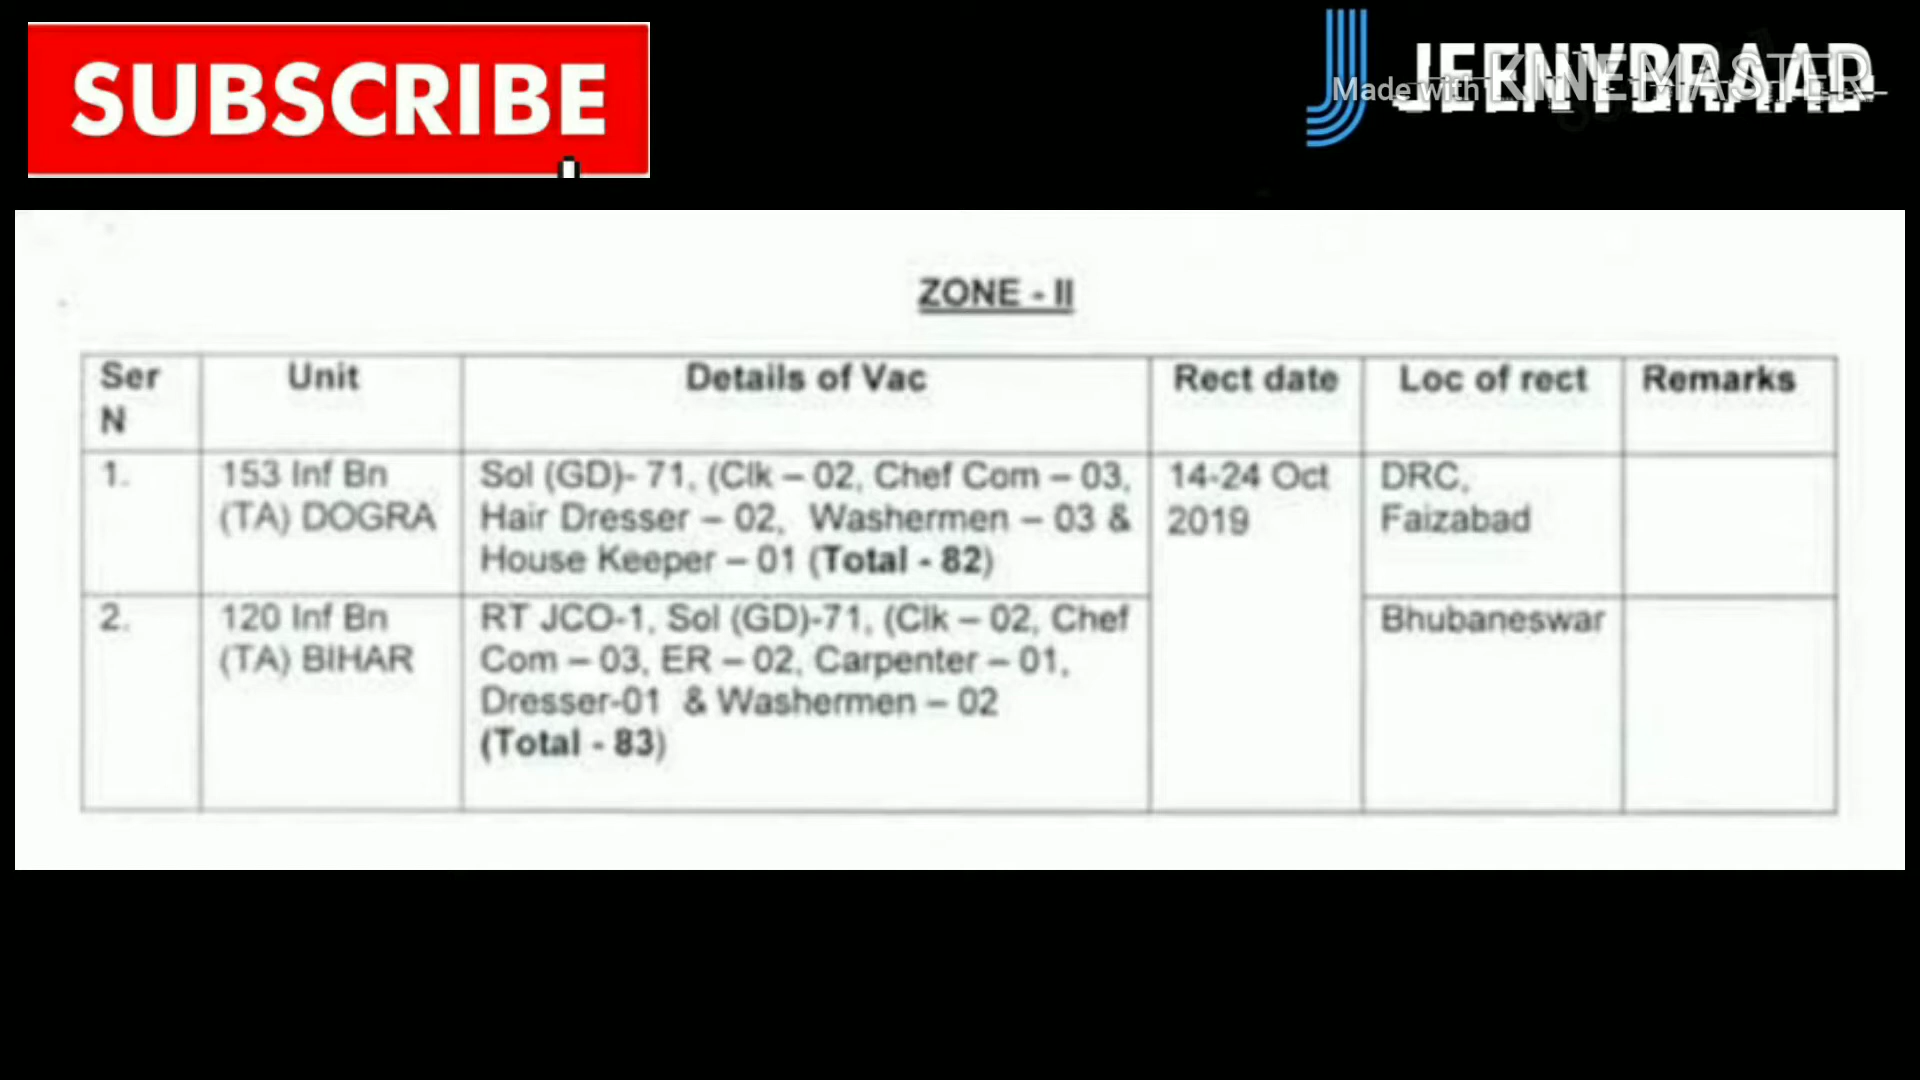 SUBSCRIBE
Made with KINEMASTER
ZONE - II
Ser N Unit Details of Vac Rect date Loc of rect Remarks
1. 153 Inf Bn (TA) DOGRA
Sol (GD)- 71, (Clk – 02, Chef Com – 03,
Hair Dresser – 02, Washermen – 03 &
House Keeper – 01 (Total - 82)
14-24 Oct 2019
DRC, Faizabad
2. 120 Inf Bn (TA) BIHAR
RT JCO-1, Sol (GD)-71, (Clk – 02, Chef
Com – 03, ER – 02, Carpenter – 01,
Dresser-01 & Washermen – 02
(Total - 83)
Bhubaneswar